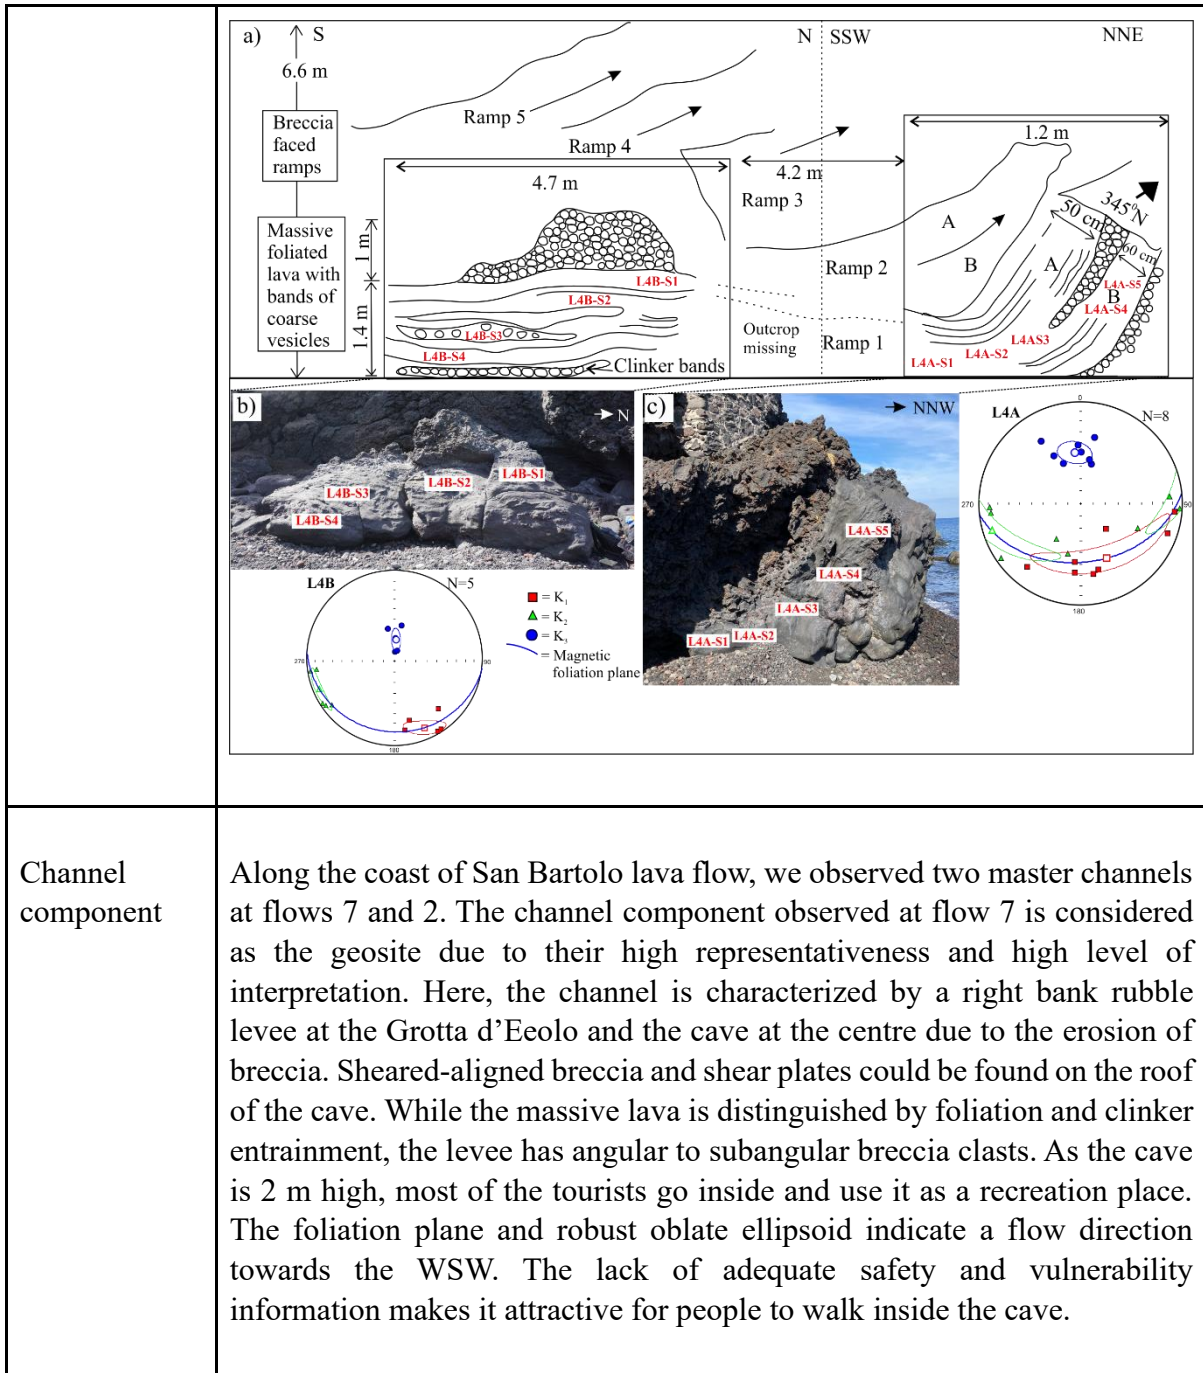 a)
S
N
SSW
NNE
6.6 m
Ramp 5
Breccia
faced
ramps
Ramp 4
1.2 m
4.7 m
4.2 m
Ramp 3
345⁰N
50 cm
A
Massive
foliated
lava with
bands of
coarse
vesicles
1 m
Ramp 2
B
A
60 cm
L4A-S5
B
L4A-S4
L4B-S1
L4B-S2
1.4 m
L4B-S3
Outcrop
missing
Ramp 1
L4AS3
L4A-S2
L4A-S1
L4B-S4
Clinker bands
b)
N
L4B-S1
L4B-S2
L4B-S3
L4B-S4
c)
NNW
L4A-S5
L4A-S4
L4A-S3
L4A-S2
L4A-S1
L4A
N=8
0
270
90
180
L4B
N=5
270
90
180
= K₁
= K₂
= K₃
= Magnetic
foliation plane
Channel
component
Along the coast of San Bartolo lava flow, we observed two master channels
at flows 7 and 2. The channel component observed at flow 7 is considered
as the geosite due to their high representativeness and high level of
interpretation. Here, the channel is characterized by a right bank rubble
levee at the Grotta d’Eeolo and the cave at the centre due to the erosion of
breccia. Sheared-aligned breccia and shear plates could be found on the roof
of the cave. While the massive lava is distinguished by foliation and clinker
entrainment, the levee has angular to subangular breccia clasts. As the cave
is 2 m high, most of the tourists go inside and use it as a recreation place.
The foliation plane and robust oblate ellipsoid indicate a flow direction
towards the WSW. The lack of adequate safety and vulnerability
information makes it attractive for people to walk inside the cave.